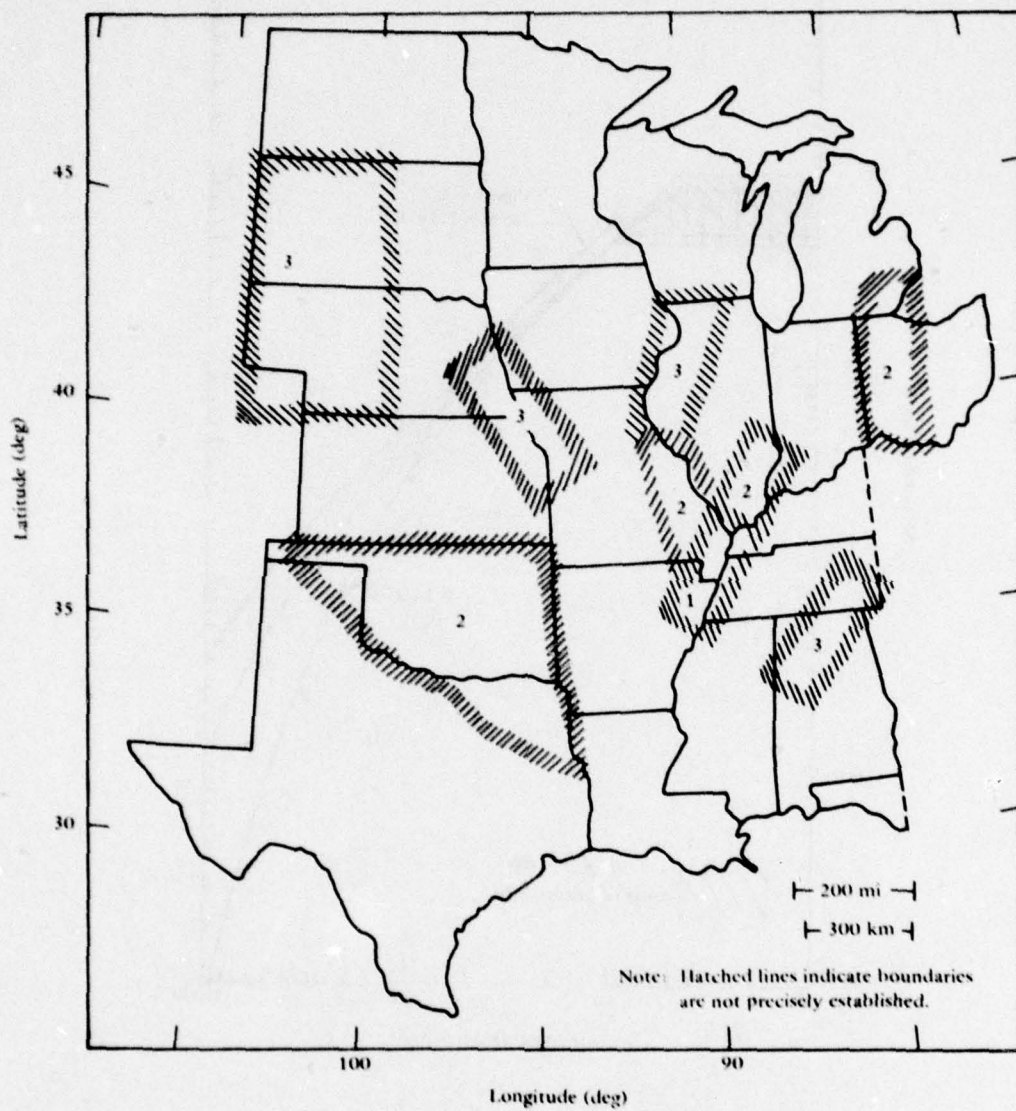 45
40
35
30
Latitude (deg)
3
3
3
2
2
2
2
1
3
200 mi
300 km
Note: Hatched lines indicate boundaries
are not precisely established.
100
90
Longitude (deg)